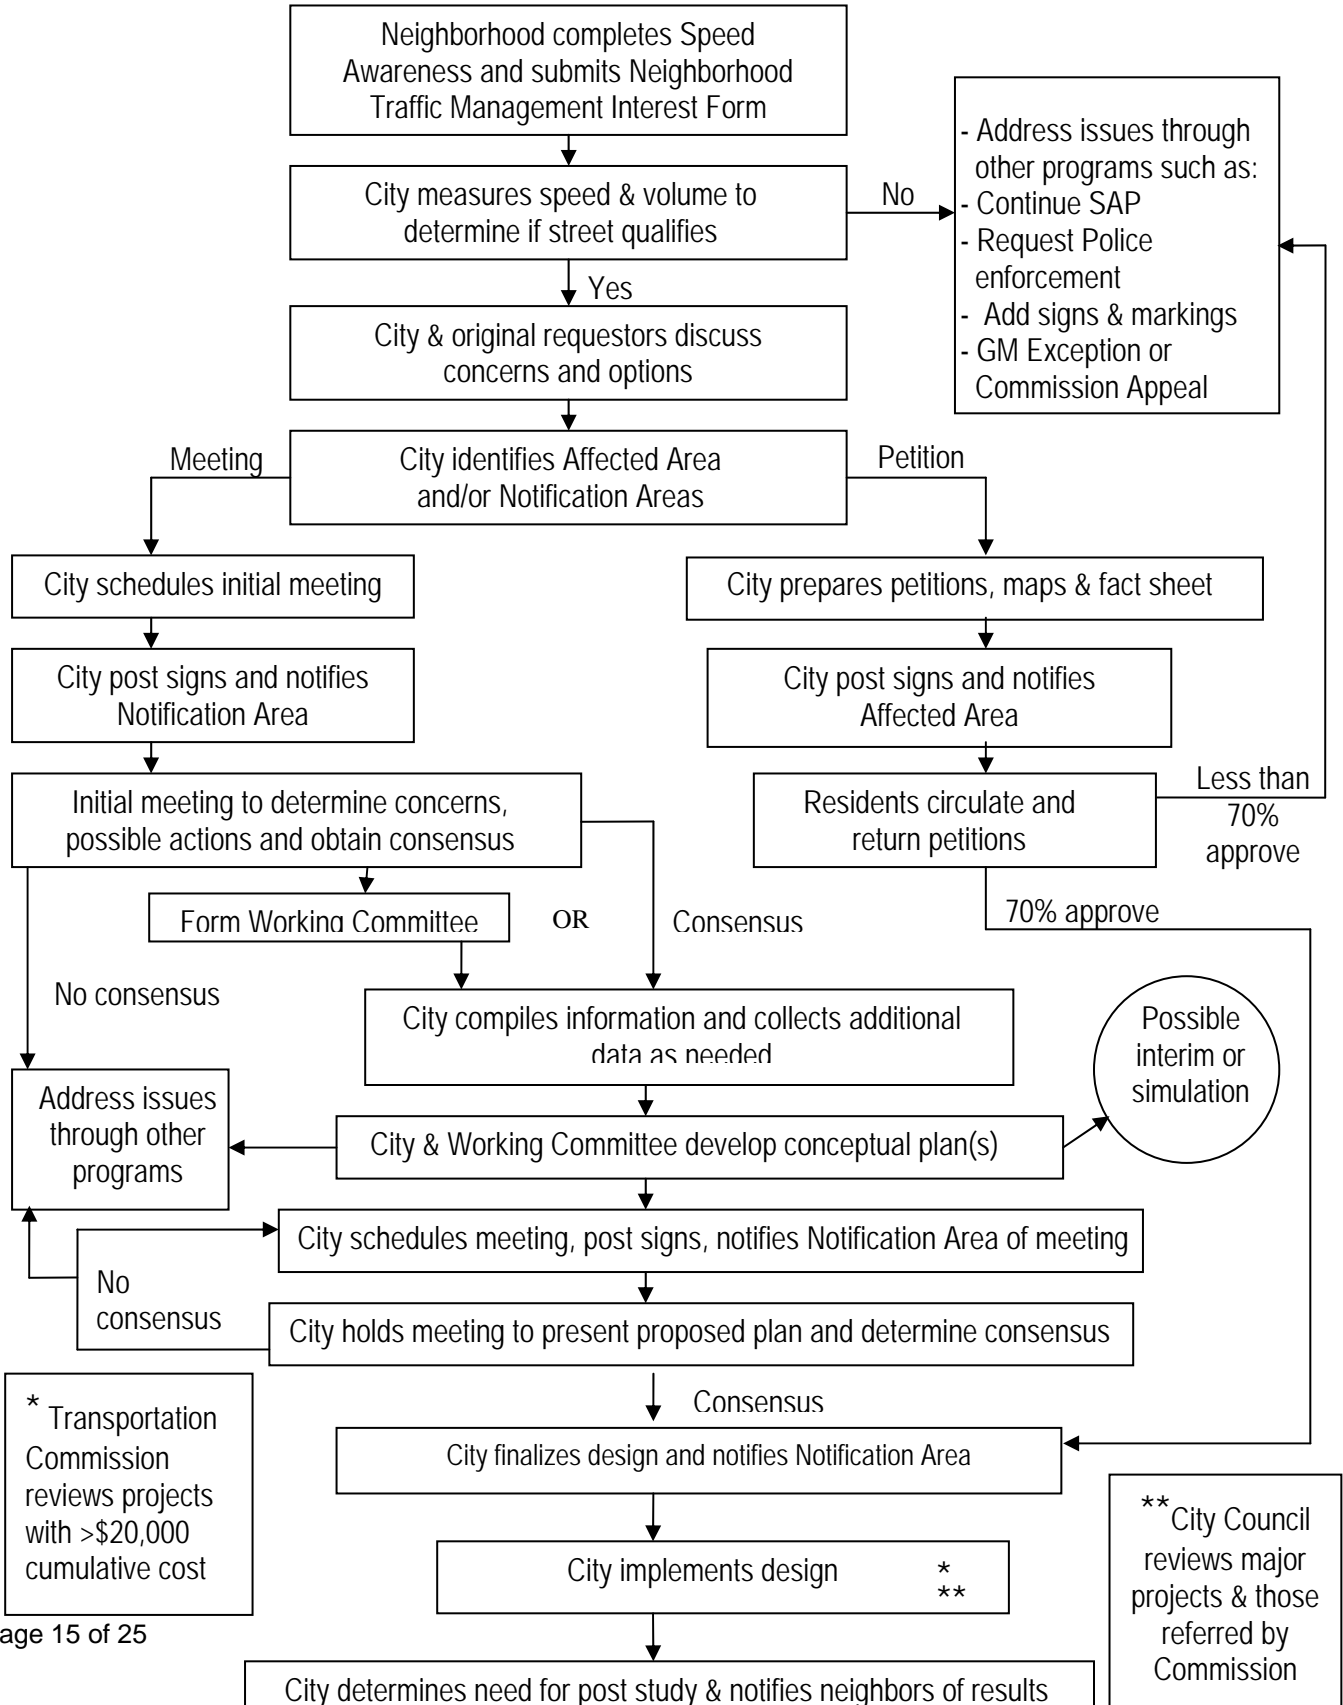 Neighborhood completes Speed
Awareness and submits Neighborhood
Traffic Management Interest Form
City measures speed & volume to
determine if street qualifies
No
- Address issues through
other programs such as:
- Continue SAP
- Request Police
enforcement
- Add signs & markings
- GM Exception or
Commission Appeal
Yes
City & original requestors discuss
concerns and options
Meeting
City identifies Affected Area
and/or Notification Areas
Petition
City schedules initial meeting
City prepares petitions, maps & fact sheet
City post signs and notifies
Notification Area
City post signs and notifies
Affected Area
Initial meeting to determine concerns,
possible actions and obtain consensus
Residents circulate and
return petitions
Less than
70%
approve
Form Working Committee
OR
Consensus
70% approve
No consensus
City compiles information and collects additional
data as needed
Possible
interim or
simulation
Address issues
through other
programs
City & Working Committee develop conceptual plan(s)
City schedules meeting, post signs, notifies Notification Area of meeting
No
consensus
City holds meeting to present proposed plan and determine consensus
* Transportation
Commission
reviews projects
with >$20,000
cumulative cost
Consensus
City finalizes design and notifies Notification Area
**City Council
reviews major
projects & those
referred by
Commission
City implements design *
**
age 15 of 25
City determines need for post study & notifies neighbors of results